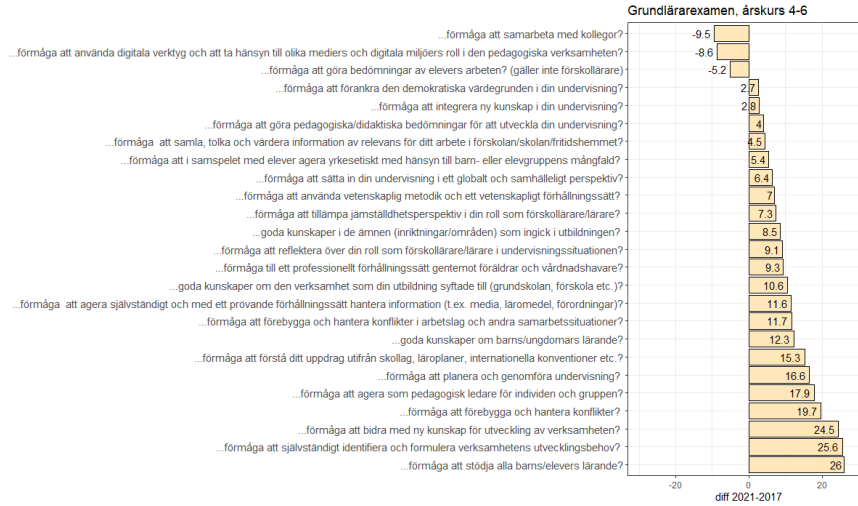 Grundlärarexamen, årskurs 4-6
...förmåga att samarbeta med kollegor? -9.5
...förmåga att använda digitala verktyg och att ta hänsyn till olika mediers och digitala miljöers roll i den pedagogiska verksamheten? -8.6
...förmåga att göra bedömningar av elevers arbeten? (gäller inte förskollärare) -5.2
...förmåga att förankra den demokratiska värdegrunden i din undervisning? 2.7
...förmåga att integrera ny kunskap i din undervisning? 2.8
...förmåga att göra pedagogiska/didaktiska bedömningar för att utveckla din undervisning? 4
...förmåga  att samla, tolka och värdera information av relevans för ditt arbete i förskolan/skolan/fritidshemmet? 4.5
...förmåga att i samspelet med elever agera yrkesetiskt med hänsyn till barn- eller elevgruppens mångfald? 5.4
...förmåga att sätta in din undervisning i ett globalt och samhälleligt perspektiv? 6.4
...förmåga att använda vetenskaplig metodik och ett vetenskapligt förhållningssätt? 7
...förmåga att tillämpa jämställdhetsperspektiv i din roll som förskollärare/lärare? 7.3
...goda kunskaper i de ämnen (inriktningar/områden) som ingick i utbildningen? 8.5
...förmåga att reflektera över din roll som förskollärare/lärare i undervisningssituationen? 9.1
...förmåga till ett professionellt förhållningssätt gentemot föräldrar och vårdnadshavare? 9.3
...goda kunskaper om den verksamhet som din utbildning syftade till (grundskolan, förskola etc.)? 10.6
...förmåga  att agera självständigt och med ett prövande förhållningssätt hantera information (t.ex. media, läromedel, förordningar)? 11.6
...förmåga att förebygga och hantera konflikter i arbetslag och andra samarbetssituationer? 11.7
...goda kunskaper om barns/ungdomars lärande? 12.3
...förmåga att förstå ditt uppdrag utifrån skollag, läroplaner, internationella konventioner etc.? 15.3
...förmåga att planera och genomföra undervisning? 16.6
...förmåga att agera som pedagogisk ledare för individen och gruppen? 17.9
...förmåga att förebygga och hantera konflikter? 19.7
...förmåga att bidra med ny kunskap för utveckling av verksamheten? 24.5
...förmåga att självständigt identifiera och formulera verksamhetens utvecklingsbehov? 25.6
...förmåga att stödja alla barns/elevers lärande? 26
-20 0 20
diff 2021-2017